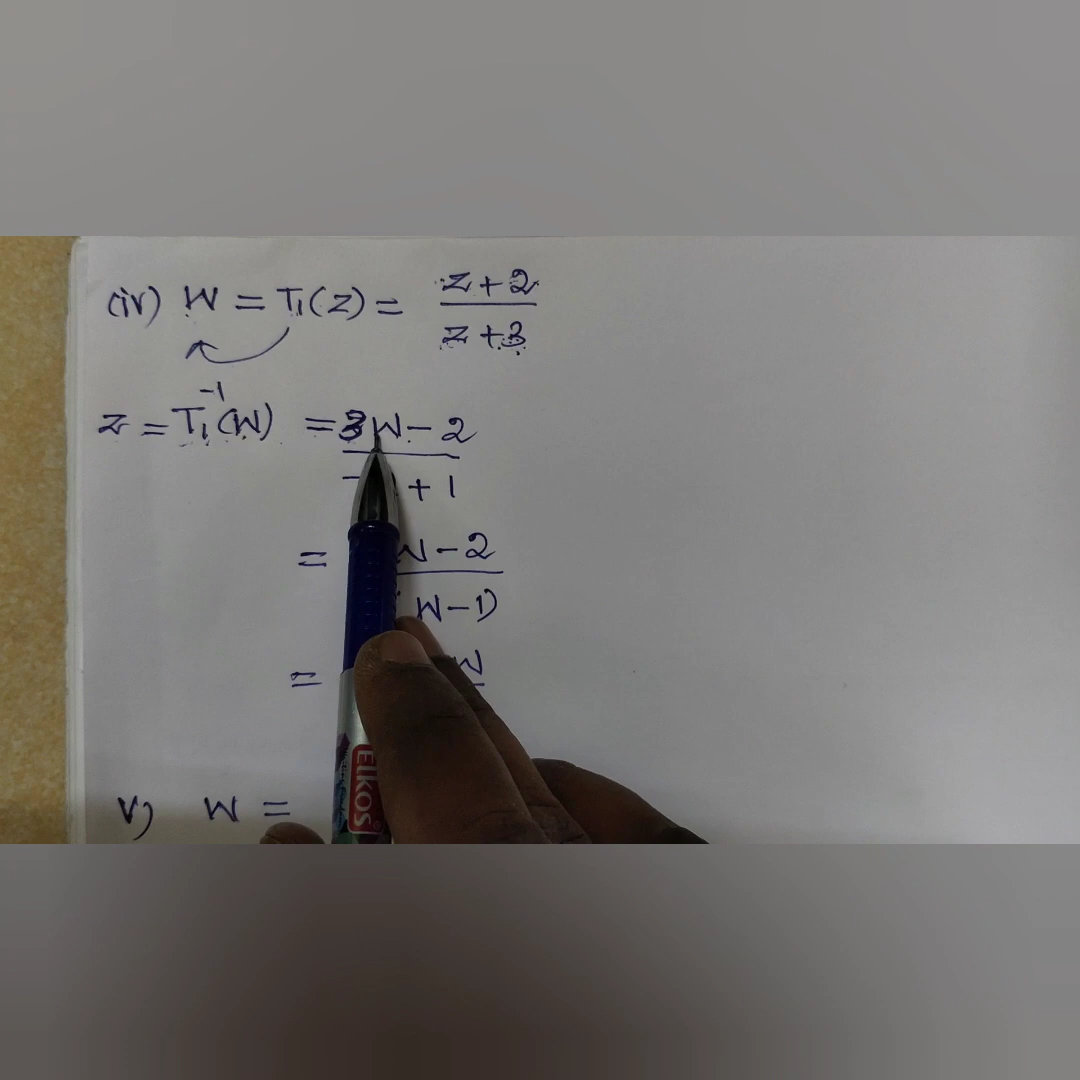 (iv) W = T₁(Z) = Z+2
Z+3
Z = T₁⁻¹(W) = 3W-2
- + 1
= W-2
W-1)
= W
V) W =
ELKOS